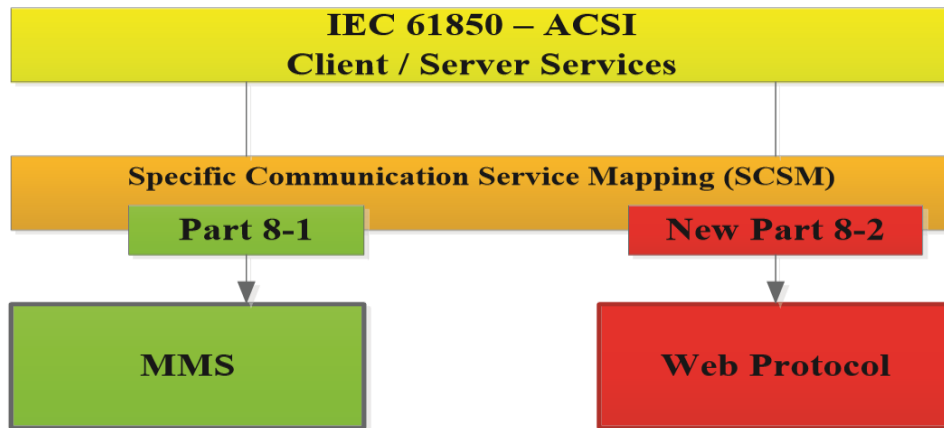 IEC 61850 – ACSI
Client / Server Services
Specific Communication Service Mapping (SCSM)
Part 8-1
New Part 8-2
MMS
Web Protocol